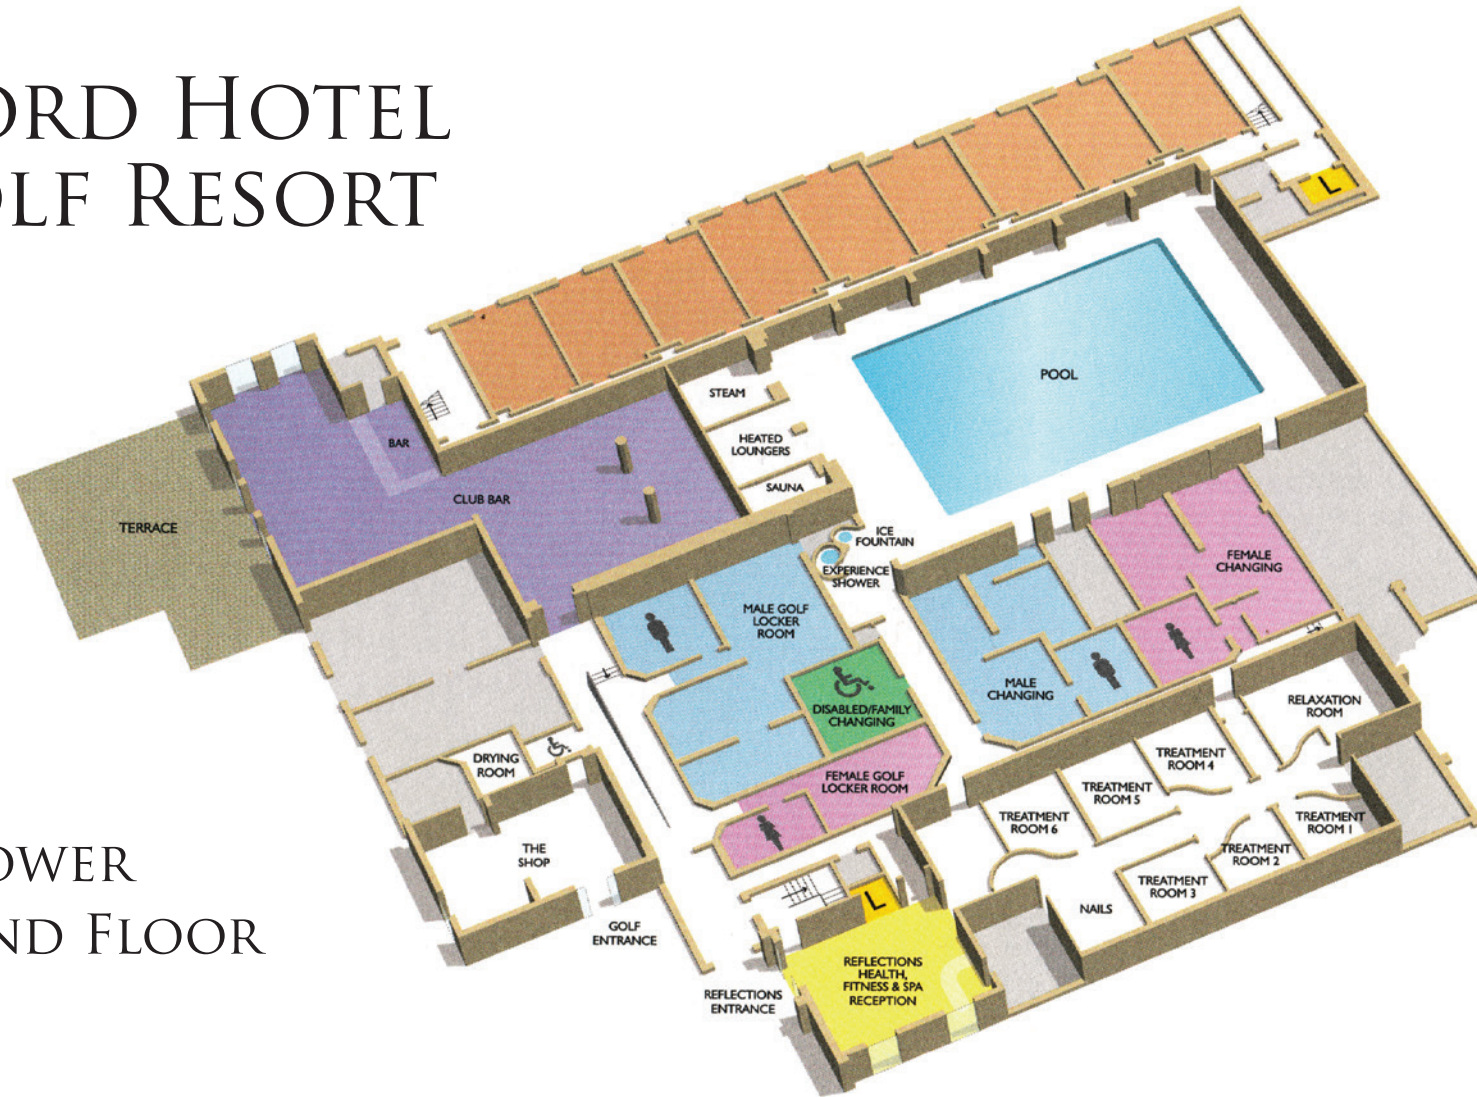 ORD HOTEL
OLF RESORT
L
POOL
STEAM
HEATED
LOUNGERS
SAUNA
BAR
CLUB BAR
TERRACE
ICE
FOUNTAIN
EXPERIENCE
SHOWER
FEMALE
CHANGING
MALE GOLF
LOCKER
ROOM
MALE
CHANGING
DISABLED/FAMILY
CHANGING
RELAXATION
ROOM
DRYING
ROOM
FEMALE GOLF
LOCKER ROOM
TREATMENT
ROOM 4
TREATMENT
ROOM 5
TREATMENT
ROOM 6
TREATMENT
ROOM 1
TREATMENT
ROOM 2
TREATMENT
ROOM 3
NAILS
THE
SHOP
L
GOLF
ENTRANCE
REFLECTIONS
ENTRANCE
REFLECTIONS
HEALTH,
FITNESS & SPA
RECEPTION
OWER
ND FLOOR